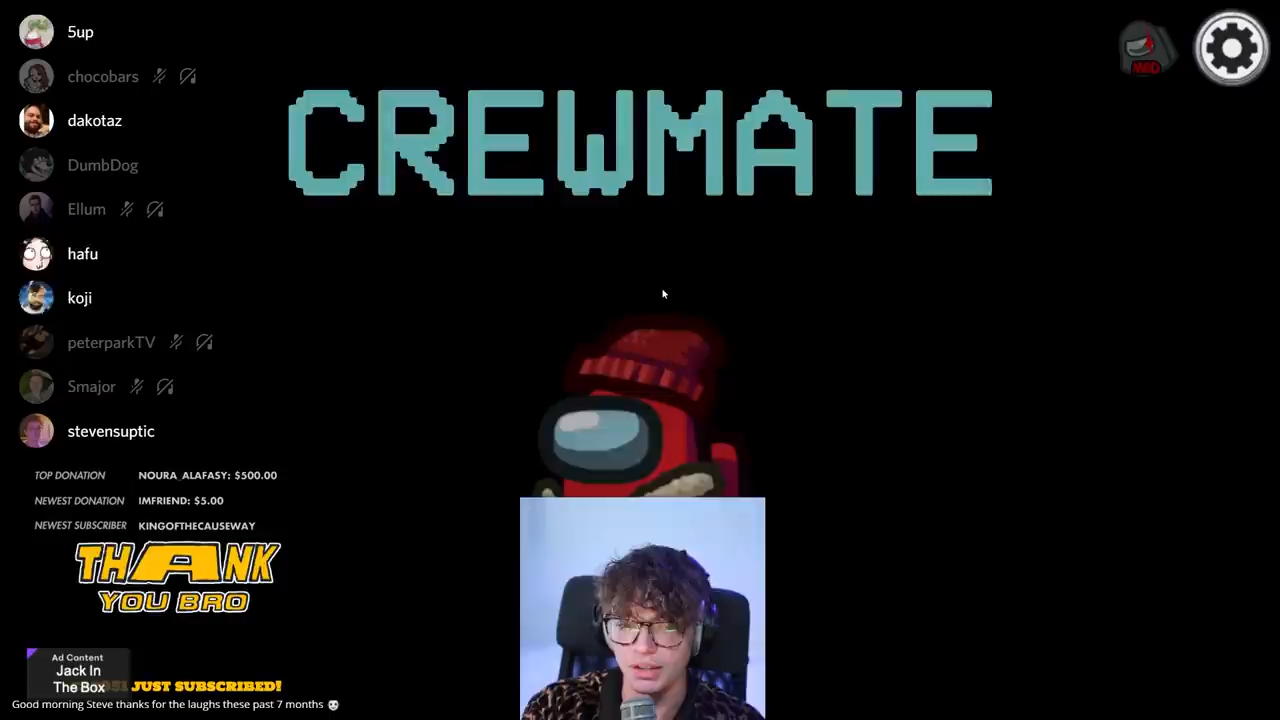 5up
CREWMATE
MOD
chocobars
dakotaz
DumbDog
Ellum
hafu
koji
peterparkTV
Smajor
stevensuptic
TOP DONATION NOURA_ALAFASY: $500.00
NEWEST DONATION IMFRIEND: $5.00
NEWEST SUBSCRIBER KINGOFTHECAUSEWAY
THANK
YOU BRO
Ad Content
Jack In
The Box
51 JUST SUBSCRIBED!
Good morning Steve thanks for the laughs these past 7 months